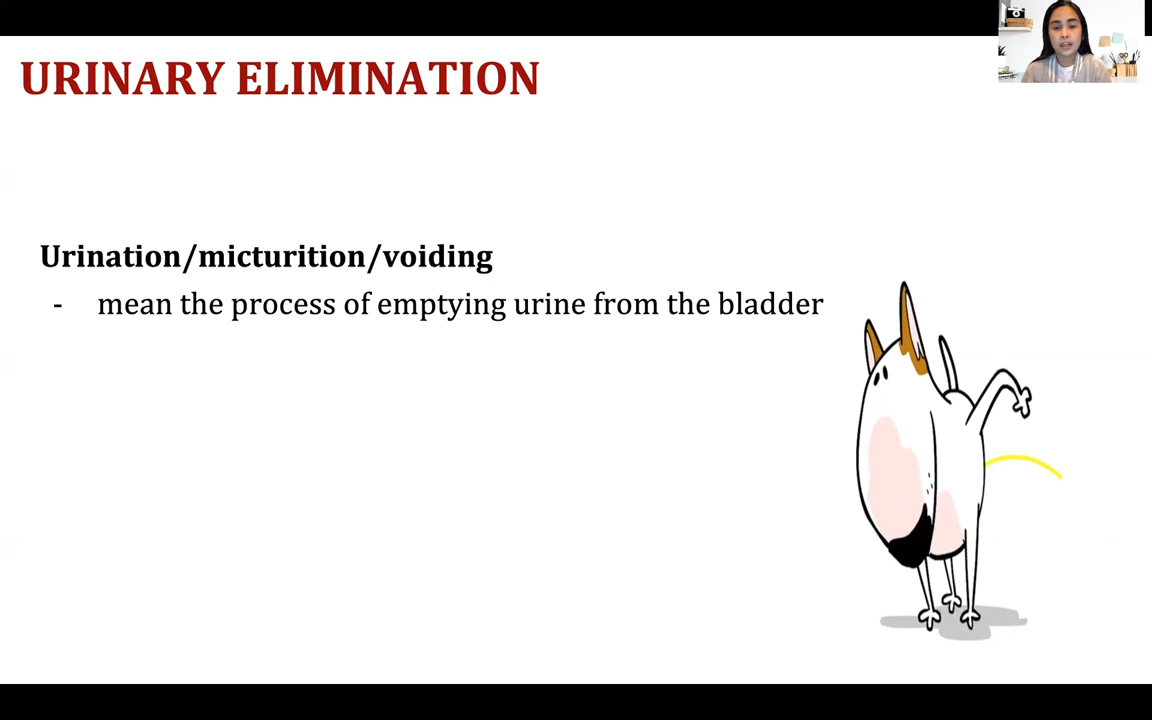 URINARY ELIMINATION
Urination/micturition/voiding
- mean the process of emptying urine from the bladder